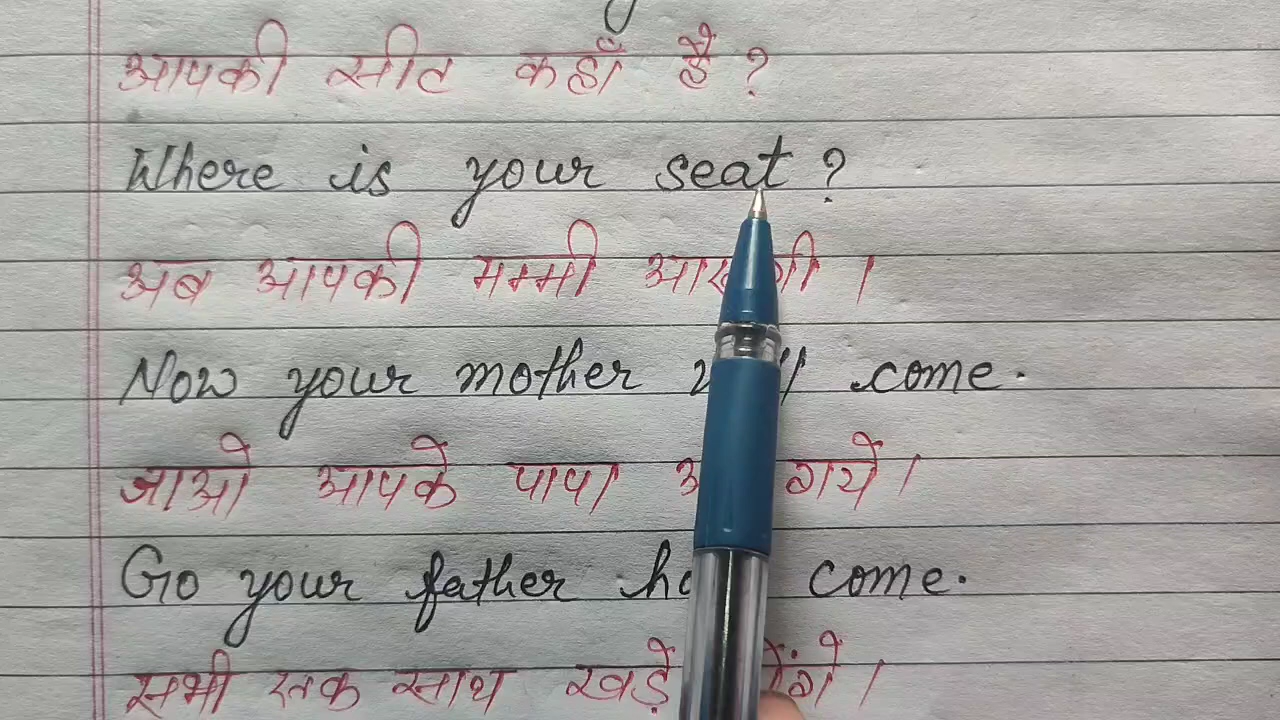 आपकी सीट कहाँ है ?
Where is your seat ?
अब आपकी मम्मी ।
Now your mother come.
जाओ आपके पापा गये।
Go your father come.
सभी एक साथ खड़े ।